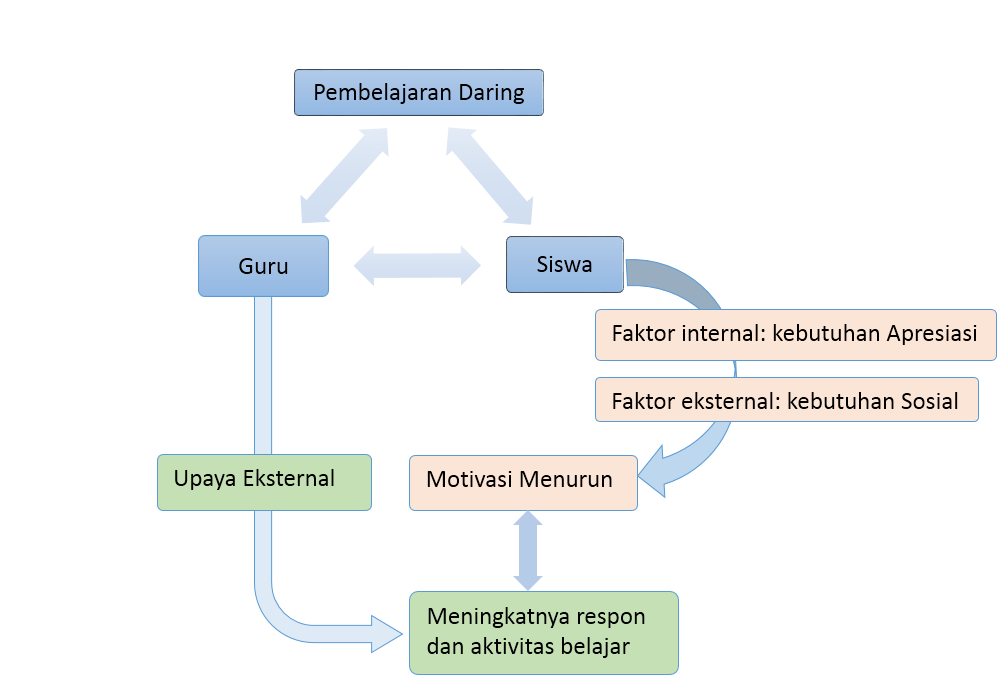 Pembelajaran Daring
Guru
Siswa
Faktor internal: kebutuhan Apresiasi
Faktor eksternal: kebutuhan Sosial
Upaya Eksternal
Motivasi Menurun
Meningkatnya respon
dan aktivitas belajar